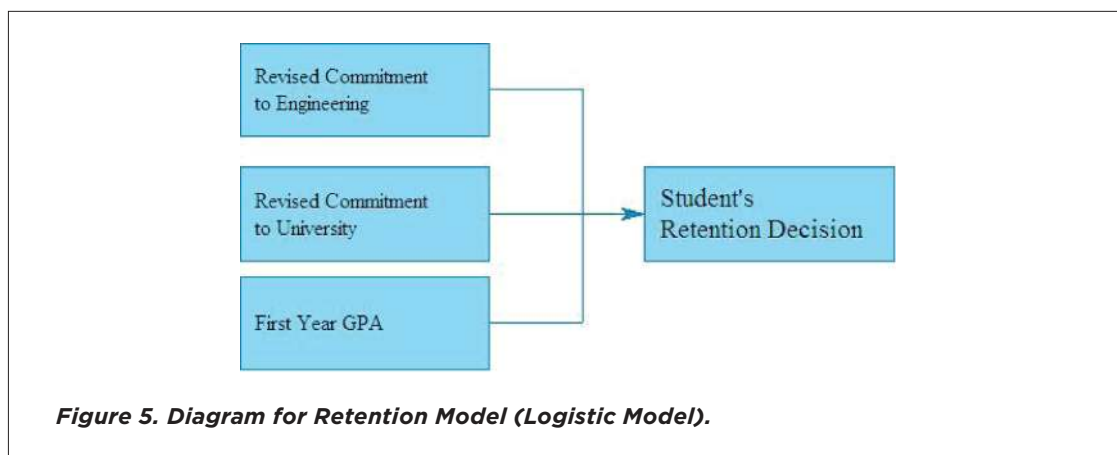 Revised Commitment
to Engineering
Revised Commitment
to University
First Year GPA
Student's
Retention Decision
Figure 5. Diagram for Retention Model (Logistic Model).